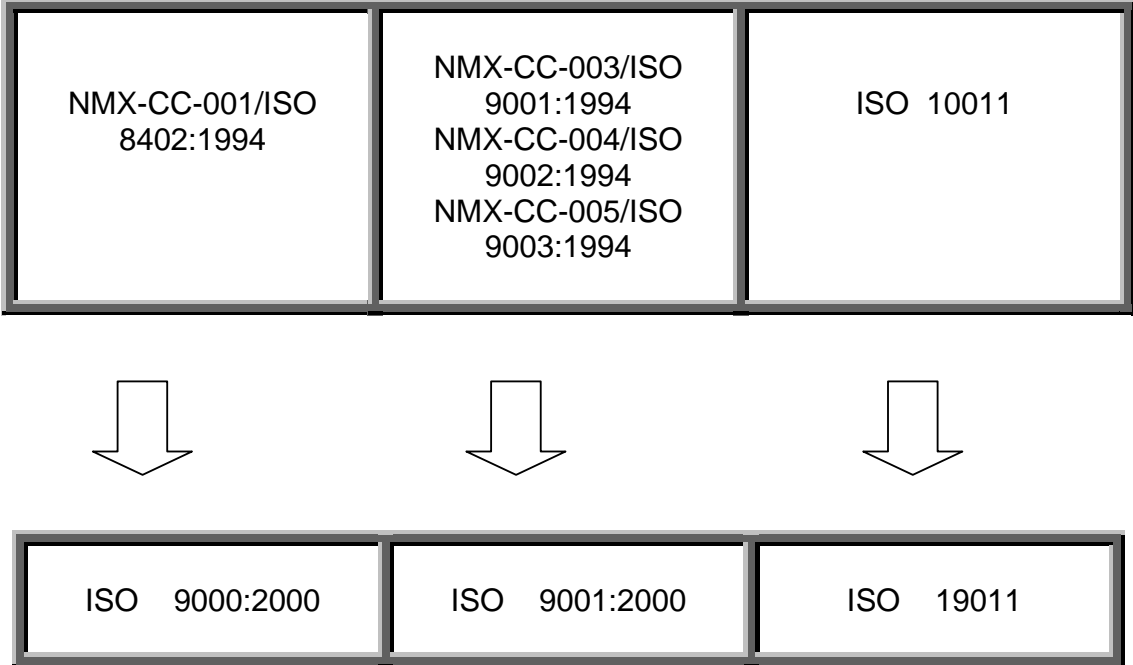 NMX-CC-001/ISO
8402:1994
NMX-CC-003/ISO
9001:1994
NMX-CC-004/ISO
9002:1994
NMX-CC-005/ISO
9003:1994
ISO 10011
ISO 9000:2000
ISO 9001:2000
ISO 19011